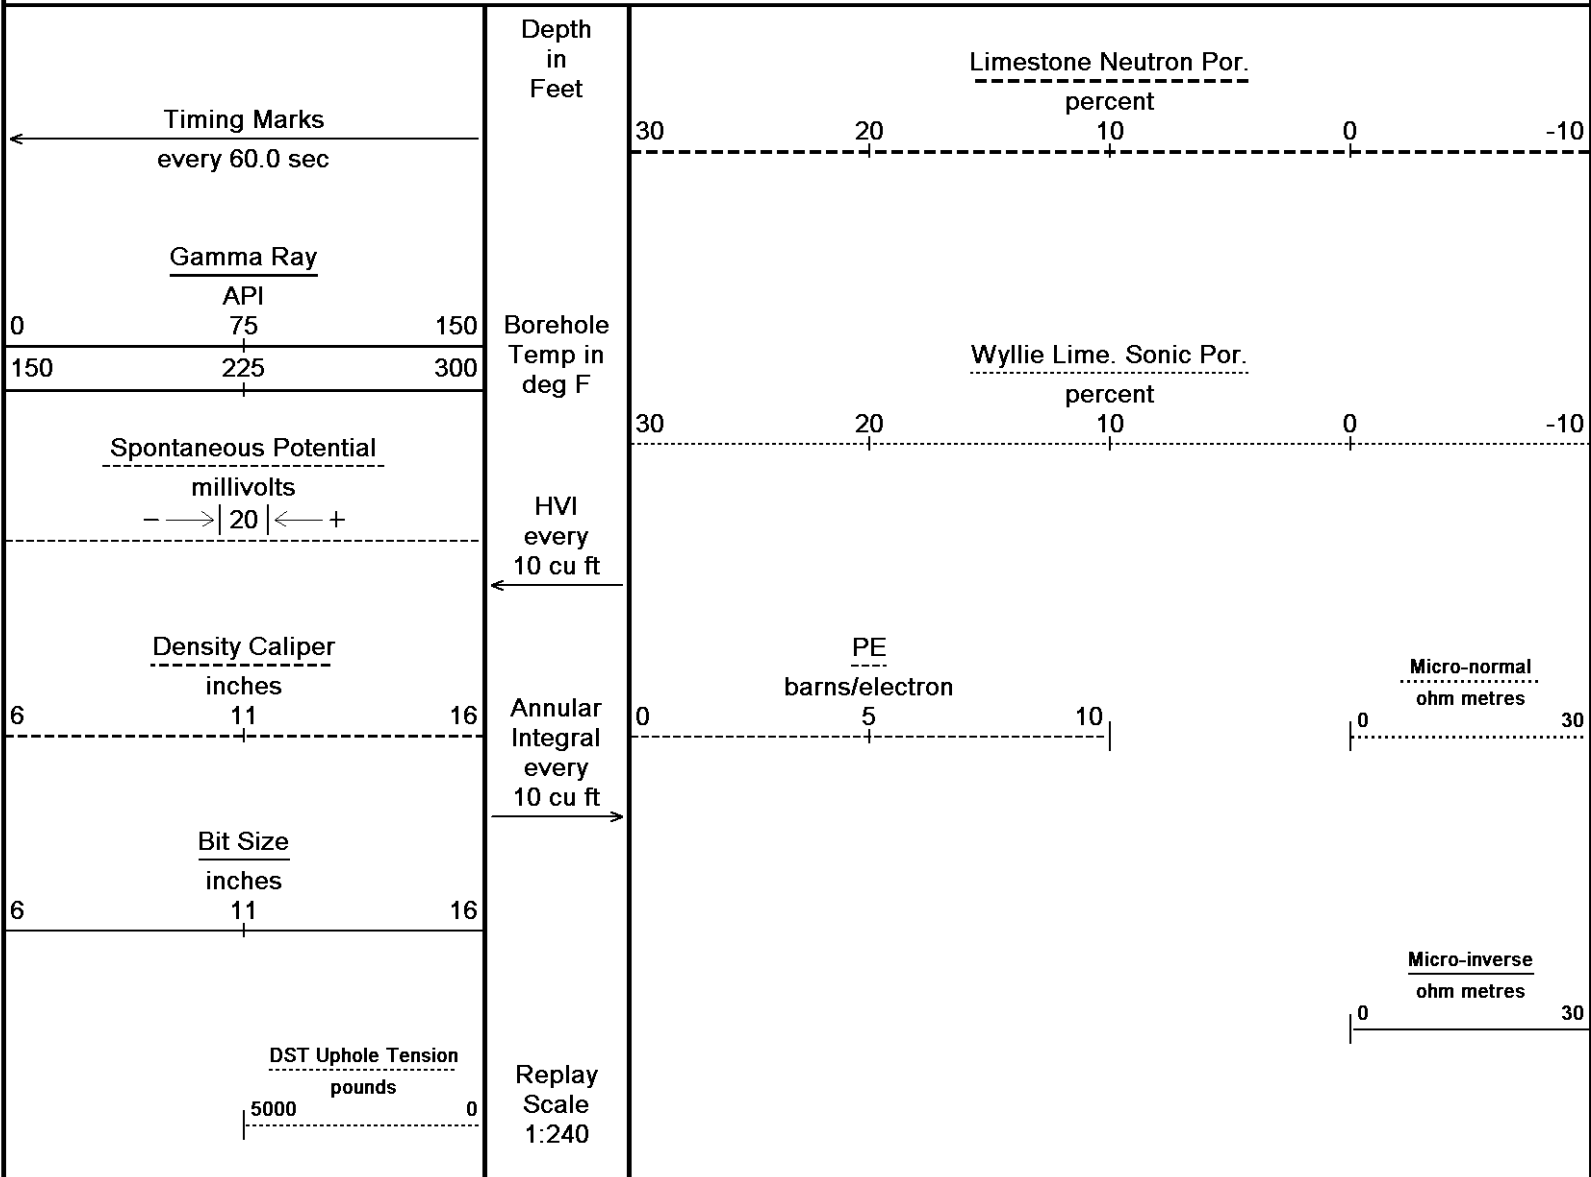 Timing Marks
every 60.0 sec
Gamma Ray
API
0 75 150
150 225 300
Spontaneous Potential
millivolts
− 20 +
Density Caliper
inches
6 11 16
Bit Size
inches
6 11 16
DST Uphole Tension
pounds
5000 0
Depth
in
Feet
Borehole
Temp in
deg F
HVI
every
10 cu ft
Annular
Integral
every
10 cu ft
Replay
Scale
1:240
Limestone Neutron Por.
percent
30 20 10 0 -10
Wyllie Lime. Sonic Por.
percent
30 20 10 0 -10
PE
barns/electron
0 5 10
Micro-normal
ohm metres
0 30
Micro-inverse
ohm metres
0 30